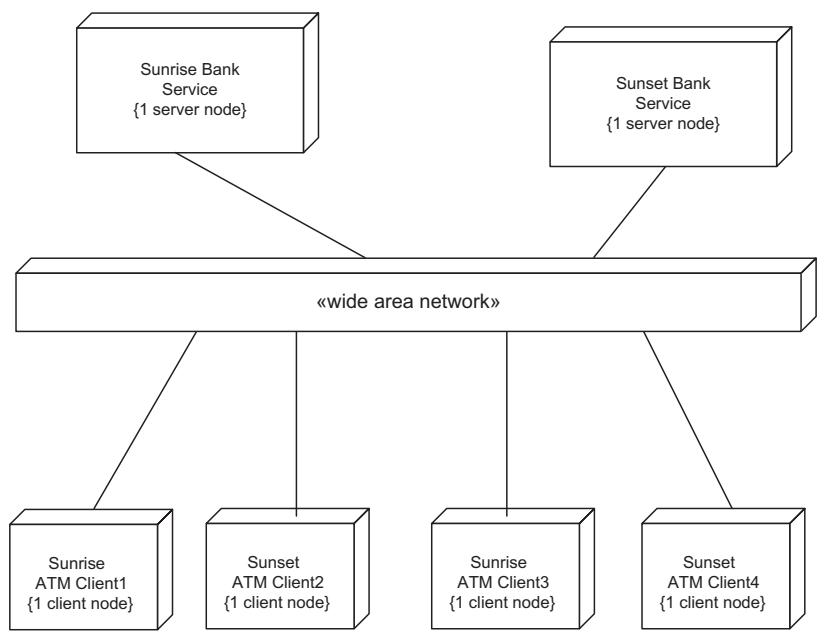 Sunrise Bank
Service
{1 server node}
Sunset Bank
Service
{1 server node}
«wide area network»
Sunrise
ATM Client1
{1 client node}
Sunset
ATM Client2
{1 client node}
Sunrise
ATM Client3
{1 client node}
Sunset
ATM Client4
{1 client node}